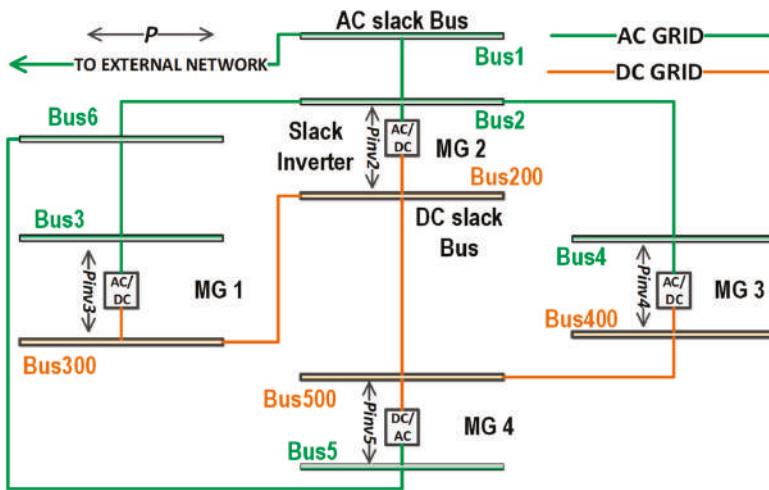 P
AC slack Bus
AC GRID
TO EXTERNAL NETWORK
Bus1
DC GRID
Bus6
Slack
Inverter
Pinv2
AC/
DC
MG 2
Bus2
Bus200
Bus3
DC slack
Bus
Bus4
Pinv3
AC/
DC
MG 1
Pinv4
AC/
DC
MG 3
Bus400
Bus300
Bus500
Pinv5
DC/
AC
MG 4
Bus5